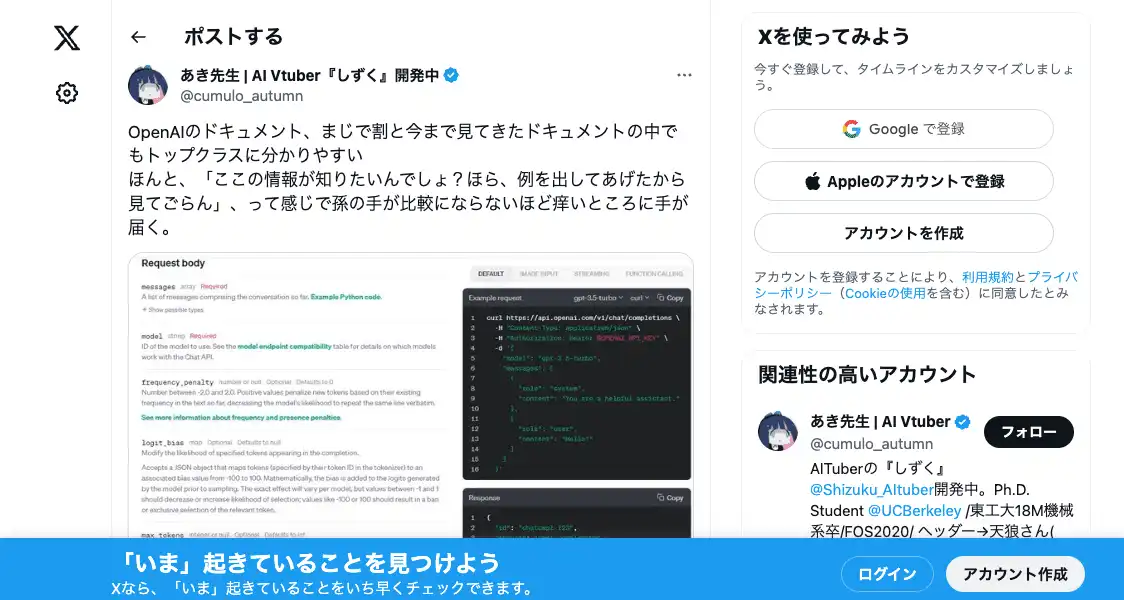 ポストする
あき先生 | AI Vtuber『しずく』開発中
@cumulo_autumn
OpenAIのドキュメント、まじで割と今まで見てきたドキュメントの中で
もトップクラスに分かりやすい
ほんと、「ここの情報が知りたいんでしょ？ほら、例を出してあげたから
見てごらん」、って感じで孫の手が比較にならないほど痒いところに手が
届く。
Request body
messages array Required
A list of messages comprising the conversation so far. Example Python code.
+ Show possible types
model string Required
ID of the model to use. See the model endpoint compatibility table for details on which models
work with the Chat API.
frequency_penalty number or null Optional Defaults to 0
Number between -2.0 and 2.0. Positive values penalize new tokens based on their existing
frequency in the text so far, decreasing the model's likelihood to repeat the same line verbatim.
See more information about frequency and presence penalties.
logit_bias map Optional Defaults to null
Modify the likelihood of specified tokens appearing in the completion.
Accepts a JSON object that maps tokens (specified by their token ID in the tokenizer) to an
associated bias value from -100 to 100. Mathematically, the bias is added to the logits generated
by the model prior to sampling. The exact effect will vary per model, but values between -1 and 1
should decrease or increase likelihood of selection; values like -100 or 100 should result in a ban
or exclusive selection of the relevant token.
max_tokens integer or null Optional Defaults to inf
DEFAULT IMAGE INPUT STREAMING FUNCTION CALLING
Example request gpt-3.5-turbo curl Copy
1 curl https://api.openai.com/v1/chat/completions \
2 -H "Content-Type: application/json" \
3 -H "Authorization: Bearer $OPENAI_API_KEY" \
4 -d '{
5 "model": "gpt-3.5-turbo",
6 "messages": [
7 {
8 "role": "system",
9 "content": "You are a helpful assistant."
10 },
11 {
12 "role": "user",
13 "content": "Hello!"
14 }
15 ]
16 }'
Response Copy
1 {
2 "id": "chatcmpl-123",
Xを使ってみよう
今すぐ登録して、タイムラインをカスタマイズしましょ
う。
Google で登録
Appleのアカウントで登録
アカウントを作成
アカウントを登録することにより、利用規約とプライバ
シーポリシー（Cookieの使用を含む）に同意したとみ
なされます。
関連性の高いアカウント
あき先生 | AI Vtuber
@cumulo_autumn
フォロー
AITuberの『しずく』
@Shizuku_AItuber開発中。Ph.D.
Student @UCBerkeley /東工大18M機械
系卒/FOS2020/ ヘッダー→天狼さん(
「いま」起きていることを見つけよう
Xなら、「いま」起きていることをいち早くチェックできます。
ログイン
アカウント作成